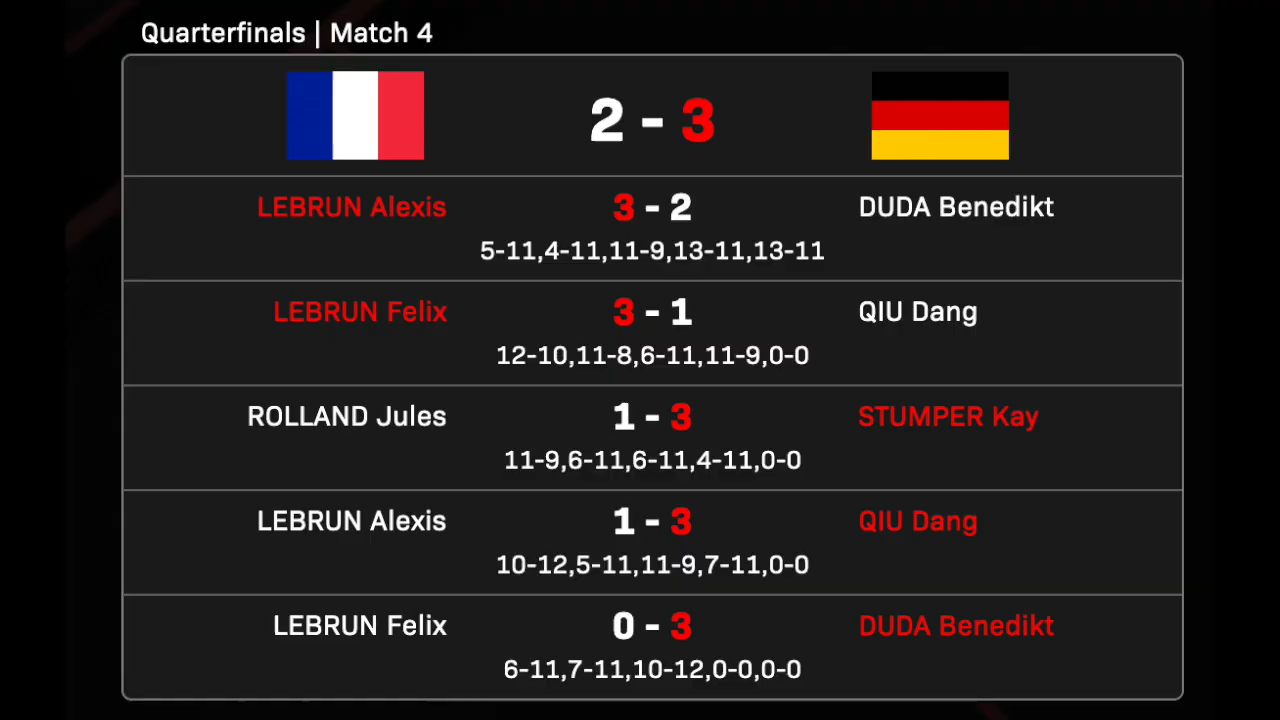 Quarterfinals | Match 4
2 - 3
LEBRUN Alexis 3 - 2 DUDA Benedikt
5-11,4-11,11-9,13-11,13-11
LEBRUN Felix 3 - 1 QIU Dang
12-10,11-8,6-11,11-9,0-0
ROLLAND Jules 1 - 3 STUMPER Kay
11-9,6-11,6-11,4-11,0-0
LEBRUN Alexis 1 - 3 QIU Dang
10-12,5-11,11-9,7-11,0-0
LEBRUN Felix 0 - 3 DUDA Benedikt
6-11,7-11,10-12,0-0,0-0